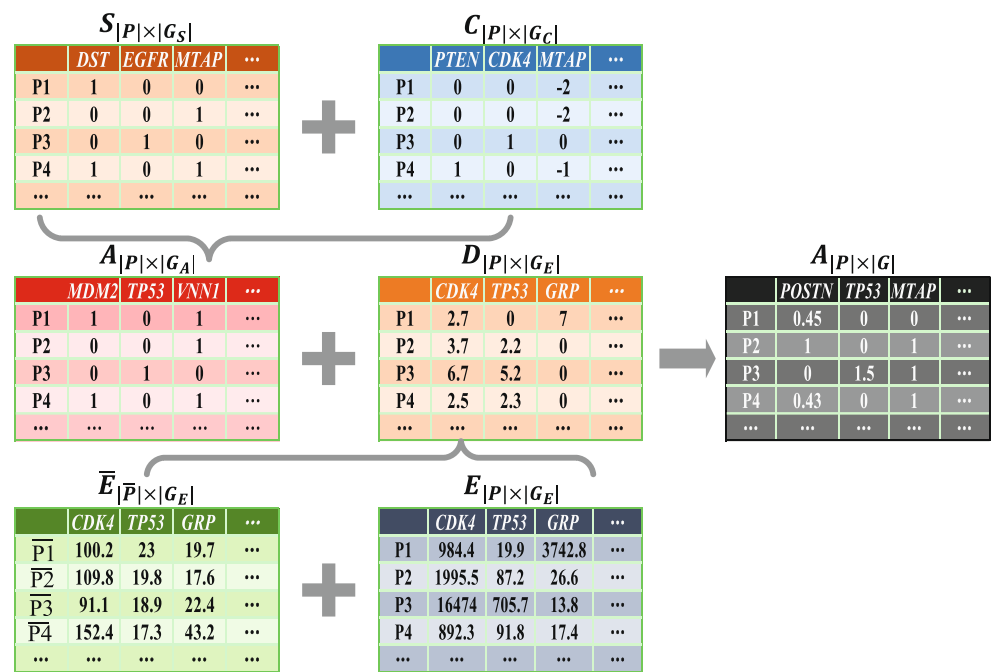 S|P|×|G_S|
DST EGFR MTAP ...
P1 1 0 0 ...
P2 0 0 1 ...
P3 0 1 0 ...
P4 1 0 1 ...
... ... ... ... ...
C|P|×|G_C|
PTEN CDK4 MTAP ...
P1 0 0 -2 ...
P2 0 0 -2 ...
P3 0 1 0 ...
P4 1 0 -1 ...
... ... ... ... ...
A|P|×|G_A|
MDM2 TP53 VNN1 ...
P1 1 0 1 ...
P2 0 0 1 ...
P3 0 1 0 ...
P4 1 0 1 ...
... ... ... ... ...
D|P|×|G_E|
CDK4 TP53 GRP ...
P1 2.7 0 7 ...
P2 3.7 2.2 0 ...
P3 6.7 5.2 0 ...
P4 2.5 2.3 0 ...
... ... ... ... ...
A|P|×|G|
POSTN TP53 MTAP ...
P1 0.45 0 0 ...
P2 1 0 1 ...
P3 0 1.5 1 ...
P4 0.43 0 1 ...
... ... ... ... ...
E̅|P̅|×|G_E|
CDK4 TP53 GRP ...
P̅1̅ 100.2 23 19.7 ...
P̅2̅ 109.8 19.8 17.6 ...
P̅3̅ 91.1 18.9 22.4 ...
P̅4̅ 152.4 17.3 43.2 ...
... ... ... ... ...
E|P|×|G_E|
CDK4 TP53 GRP ...
P1 984.4 19.9 3742.8 ...
P2 1995.5 87.2 26.6 ...
P3 16474 705.7 13.8 ...
P4 892.3 91.8 17.4 ...
... ... ... ... ...